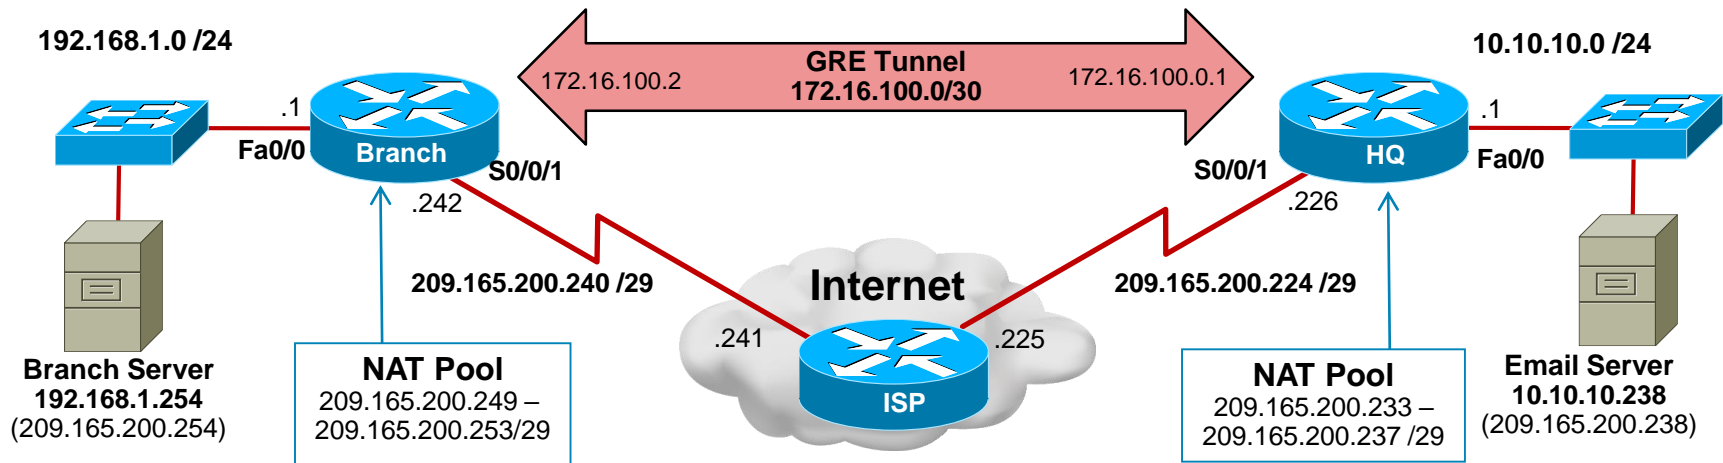 192.168.1.0 /24
10.10.10.0 /24
GRE Tunnel
172.16.100.2
172.16.100.0.1
172.16.100.0/30
.1
Fa0/0
Branch
S0/0/1
.242
S0/0/1
HQ
.1
Fa0/0
.226
209.165.200.240 /29
Internet
209.165.200.224 /29
.241
.225
ISP
Branch Server
192.168.1.254
(209.165.200.254)
NAT Pool
209.165.200.249 –
209.165.200.253/29
NAT Pool
209.165.200.233 –
209.165.200.237 /29
Email Server
10.10.10.238
(209.165.200.238)